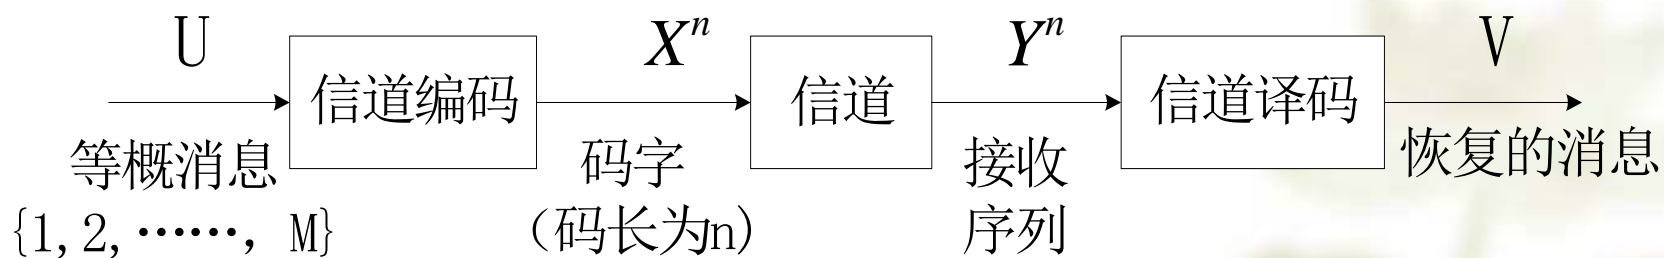 U
X^n
Y^n
V
信道编码
信道
信道译码
等概消息
{1,2,……, M}
码字
（码长为n）
接收
序列
恢复的消息